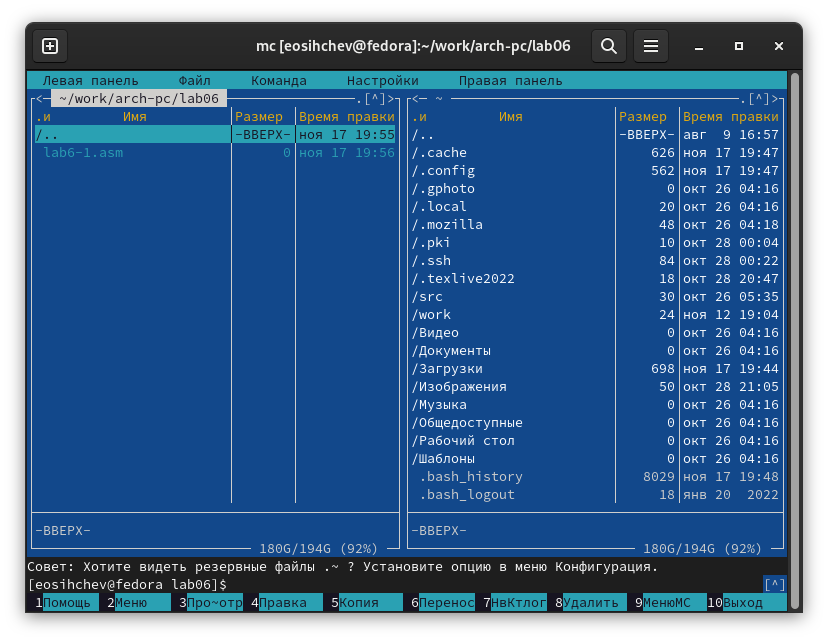 mc [eosihchev@fedora]:~/work/arch-pc/lab06
Левая панель Файл Команда Настройки Правая панель
<─ ~/work/arch-pc/lab06 ─.[^]>
.и Имя Размер Время правки
/.. -ВВЕРХ- ноя 17 19:55
lab6-1.asm 0 ноя 17 19:56
-ВВЕРХ-
180G/194G (92%)
<─ ~ ─.[^]>
.и Имя Размер Время правки
/.. -ВВЕРХ- авг 9 16:57
/.cache 626 ноя 17 19:47
/.config 562 ноя 17 19:47
/.gphoto 0 окт 26 04:16
/.local 20 окт 26 04:16
/.mozilla 48 окт 26 04:18
/.pki 10 окт 28 00:04
/.ssh 84 окт 28 00:22
/.texlive2022 18 окт 28 20:47
/src 30 окт 26 05:35
/work 24 ноя 12 19:04
/Видео 0 окт 26 04:16
/Документы 0 окт 26 04:16
/Загрузки 698 ноя 17 19:44
/Изображения 50 окт 28 21:05
/Музыка 0 окт 26 04:16
/Общедоступные 0 окт 26 04:16
/Рабочий стол 0 окт 26 04:16
/Шаблоны 0 окт 26 04:16
.bash_history 8029 ноя 17 19:48
.bash_logout 18 янв 20 2022
-ВВЕРХ-
180G/194G (92%)
Совет: Хотите видеть резервные файлы .~ ? Установите опцию в меню Конфигурация.
[eosihchev@fedora lab06]$ [^]
1Помощь 2Меню 3Про~отр 4Правка 5Копия 6Перенос 7НвКтлог 8Удалить 9МенюМС 10Выход